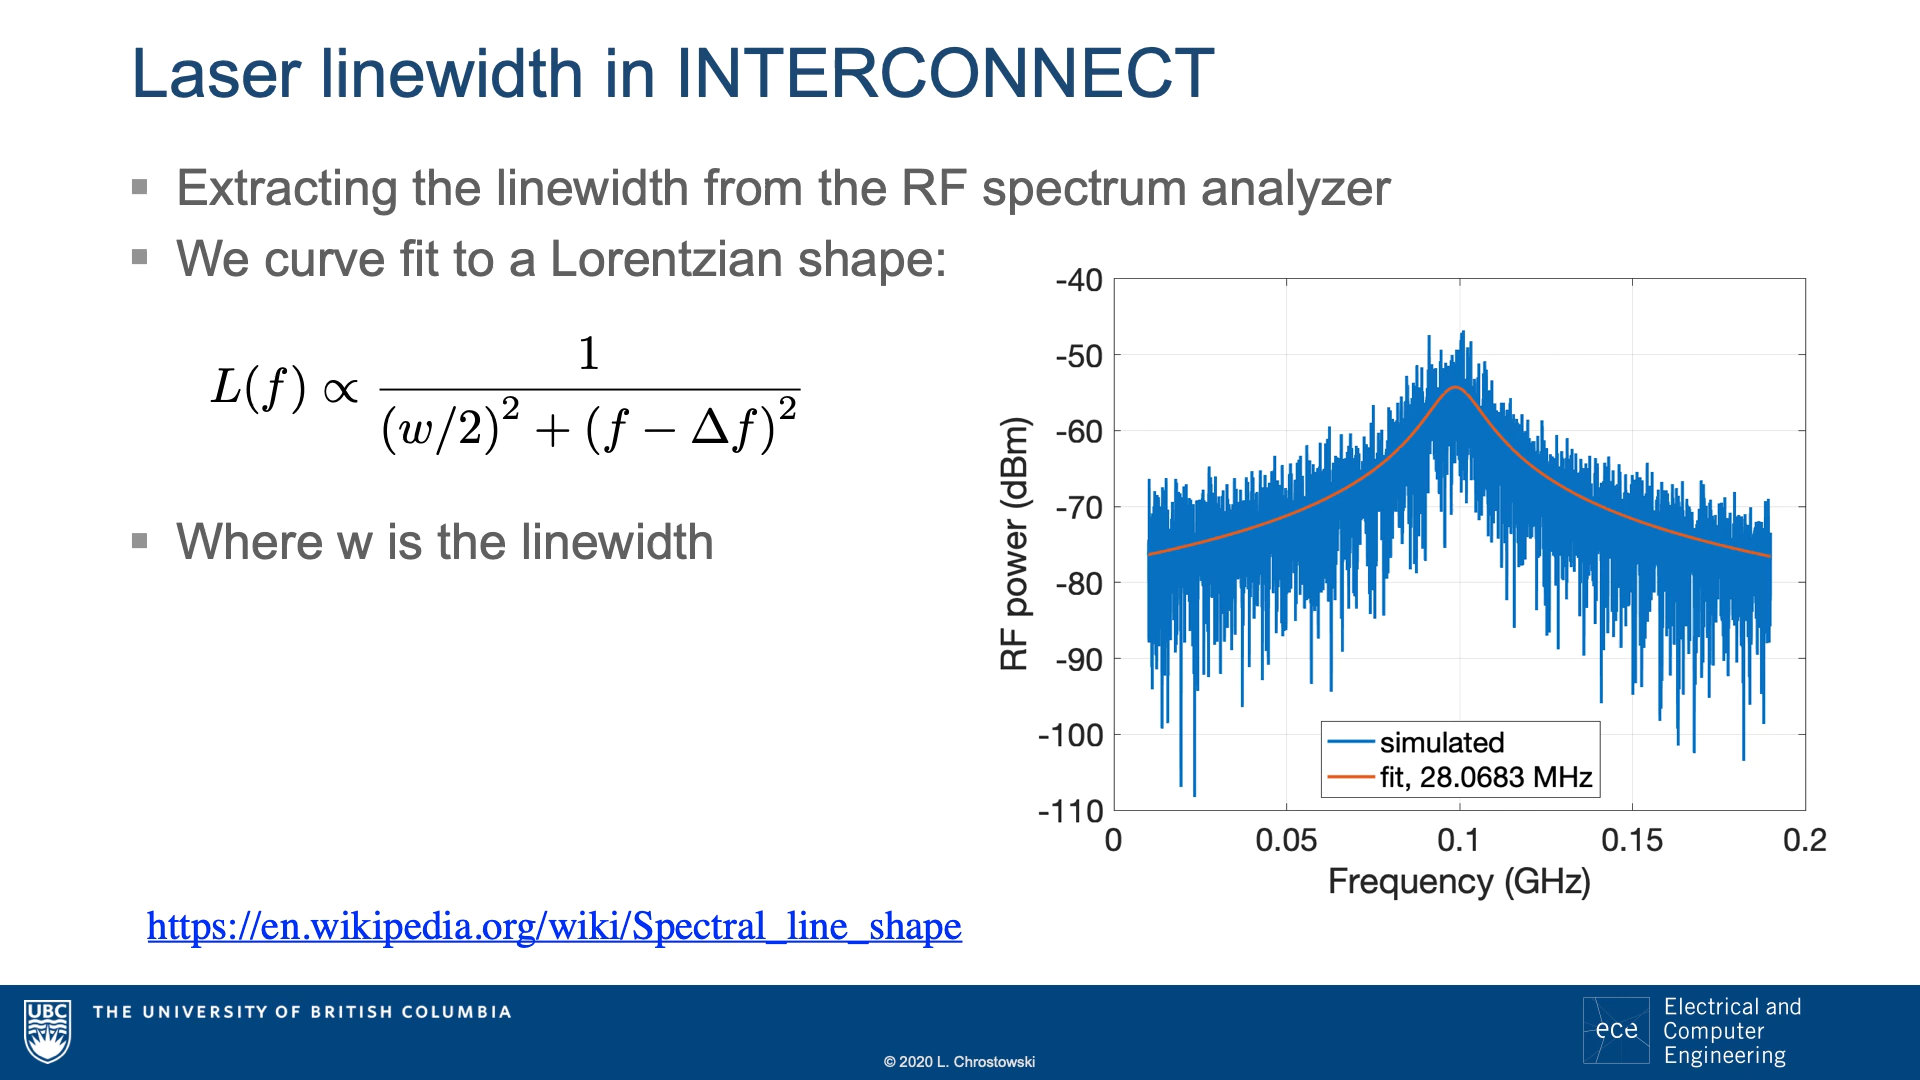 Laser linewidth in INTERCONNECT
▪ Extracting the linewidth from the RF spectrum analyzer
▪ We curve fit to a Lorentzian shape:
L(f) ∝ 1 / ((w/2)² + (f − Δf)²)
▪ Where w is the linewidth
-40
-50
-60
-70
-80
-90
-100
-110
RF power (dBm)
simulated
fit, 28.0683 MHz
0 0.05 0.1 0.15 0.2
Frequency (GHz)
https://en.wikipedia.org/wiki/Spectral_line_shape
UBC
THE UNIVERSITY OF BRITISH COLUMBIA
© 2020 L. Chrostowski
ece
Electrical and
Computer
Engineering